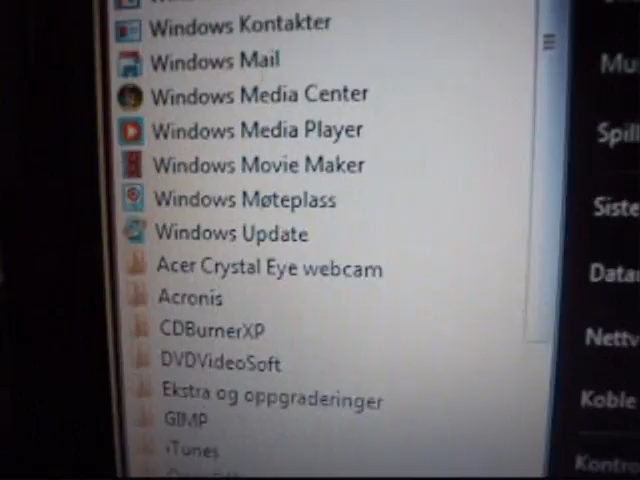 Windows Kontakter
Windows Mail
Windows Media Center
Windows Media Player
Windows Movie Maker
Windows Møteplass
Windows Update
Acer Crystal Eye webcam
Acronis
CDBurnerXP
DVDVideoSoft
Ekstra og oppgraderinger
GIMP
iTunes
Mu
Spill
Siste
Datam
Nettv
Koble
Kontro